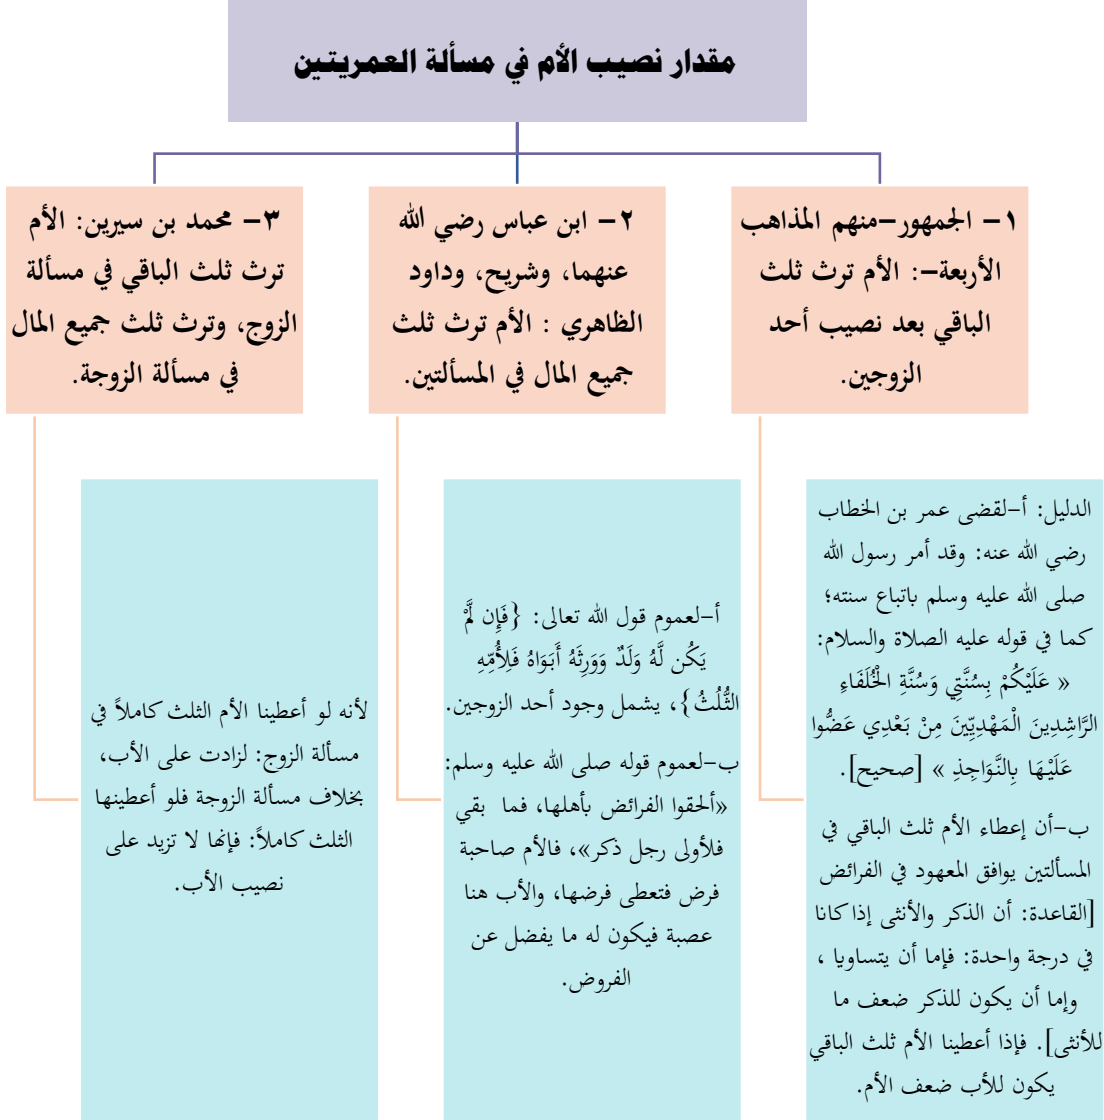 مقدار نصيب الأم في مسألة العمريتين
١- الجمهور-منهم المذاهب
الأربعة-: الأم ترث ثلث
الباقي بعد نصيب أحد
الزوجين.
٢- ابن عباس رضي الله
عنهما، وشريح، وداود
الظاهري : الأم ترث ثلث
جميع المال في المسألتين.
٣- محمد بن سيرين: الأم
ترث ثلث الباقي في مسألة
الزوج، وترث ثلث جميع المال
في مسألة الزوجة.
الدليل: أ-لقضى عمر بن الخطاب
رضي الله عنه: وقد أمر رسول الله
صلى الله عليه وسلم باتباع سنته؛
كما في قوله عليه الصلاة والسلام:
« عَلَيْكُمْ بِسُنَّتِي وَسُنَّةِ الْخُلَفَاءِ
الرَّاشِدِينَ الْمَهْدِيِّينَ مِنْ بَعْدِي عَضُّوا
عَلَيْهَا بِالنَّوَاجِذِ » [صحيح].
ب-أن إعطاء الأم ثلث الباقي في
المسألتين يوافق المعهود في الفرائض
[القاعدة: أن الذكر والأنثى إذا كانا
في درجة واحدة: فإما أن يتساويا ،
وإما أن يكون للذكر ضعف ما
للأنثى]. فإذا أعطينا الأم ثلث الباقي
يكون للأب ضعف الأم.
أ-لعموم قول الله تعالى: {فَإِن لَّمْ
يَكُن لَّهُ وَلَدٌ وَوَرِثَهُ أَبَوَاهُ فَلِأُمِّهِ
الثُّلُثُ}، يشمل وجود أحد الزوجين.
ب-لعموم قوله صلى الله عليه وسلم:
«ألحقوا الفرائض بأهلها، فما بقي
فلأولى رجل ذكر»، فالأم صاحبة
فرض فتعطى فرضها، والأب هنا
عصبة فيكون له ما يفضل عن
الفروض.
لأنه لو أعطينا الأم الثلث كاملاً في
مسألة الزوج: لزادت على الأب،
بخلاف مسألة الزوجة فلو أعطينها
الثلث كاملاً: فإنها لا تزيد على
نصيب الأب.